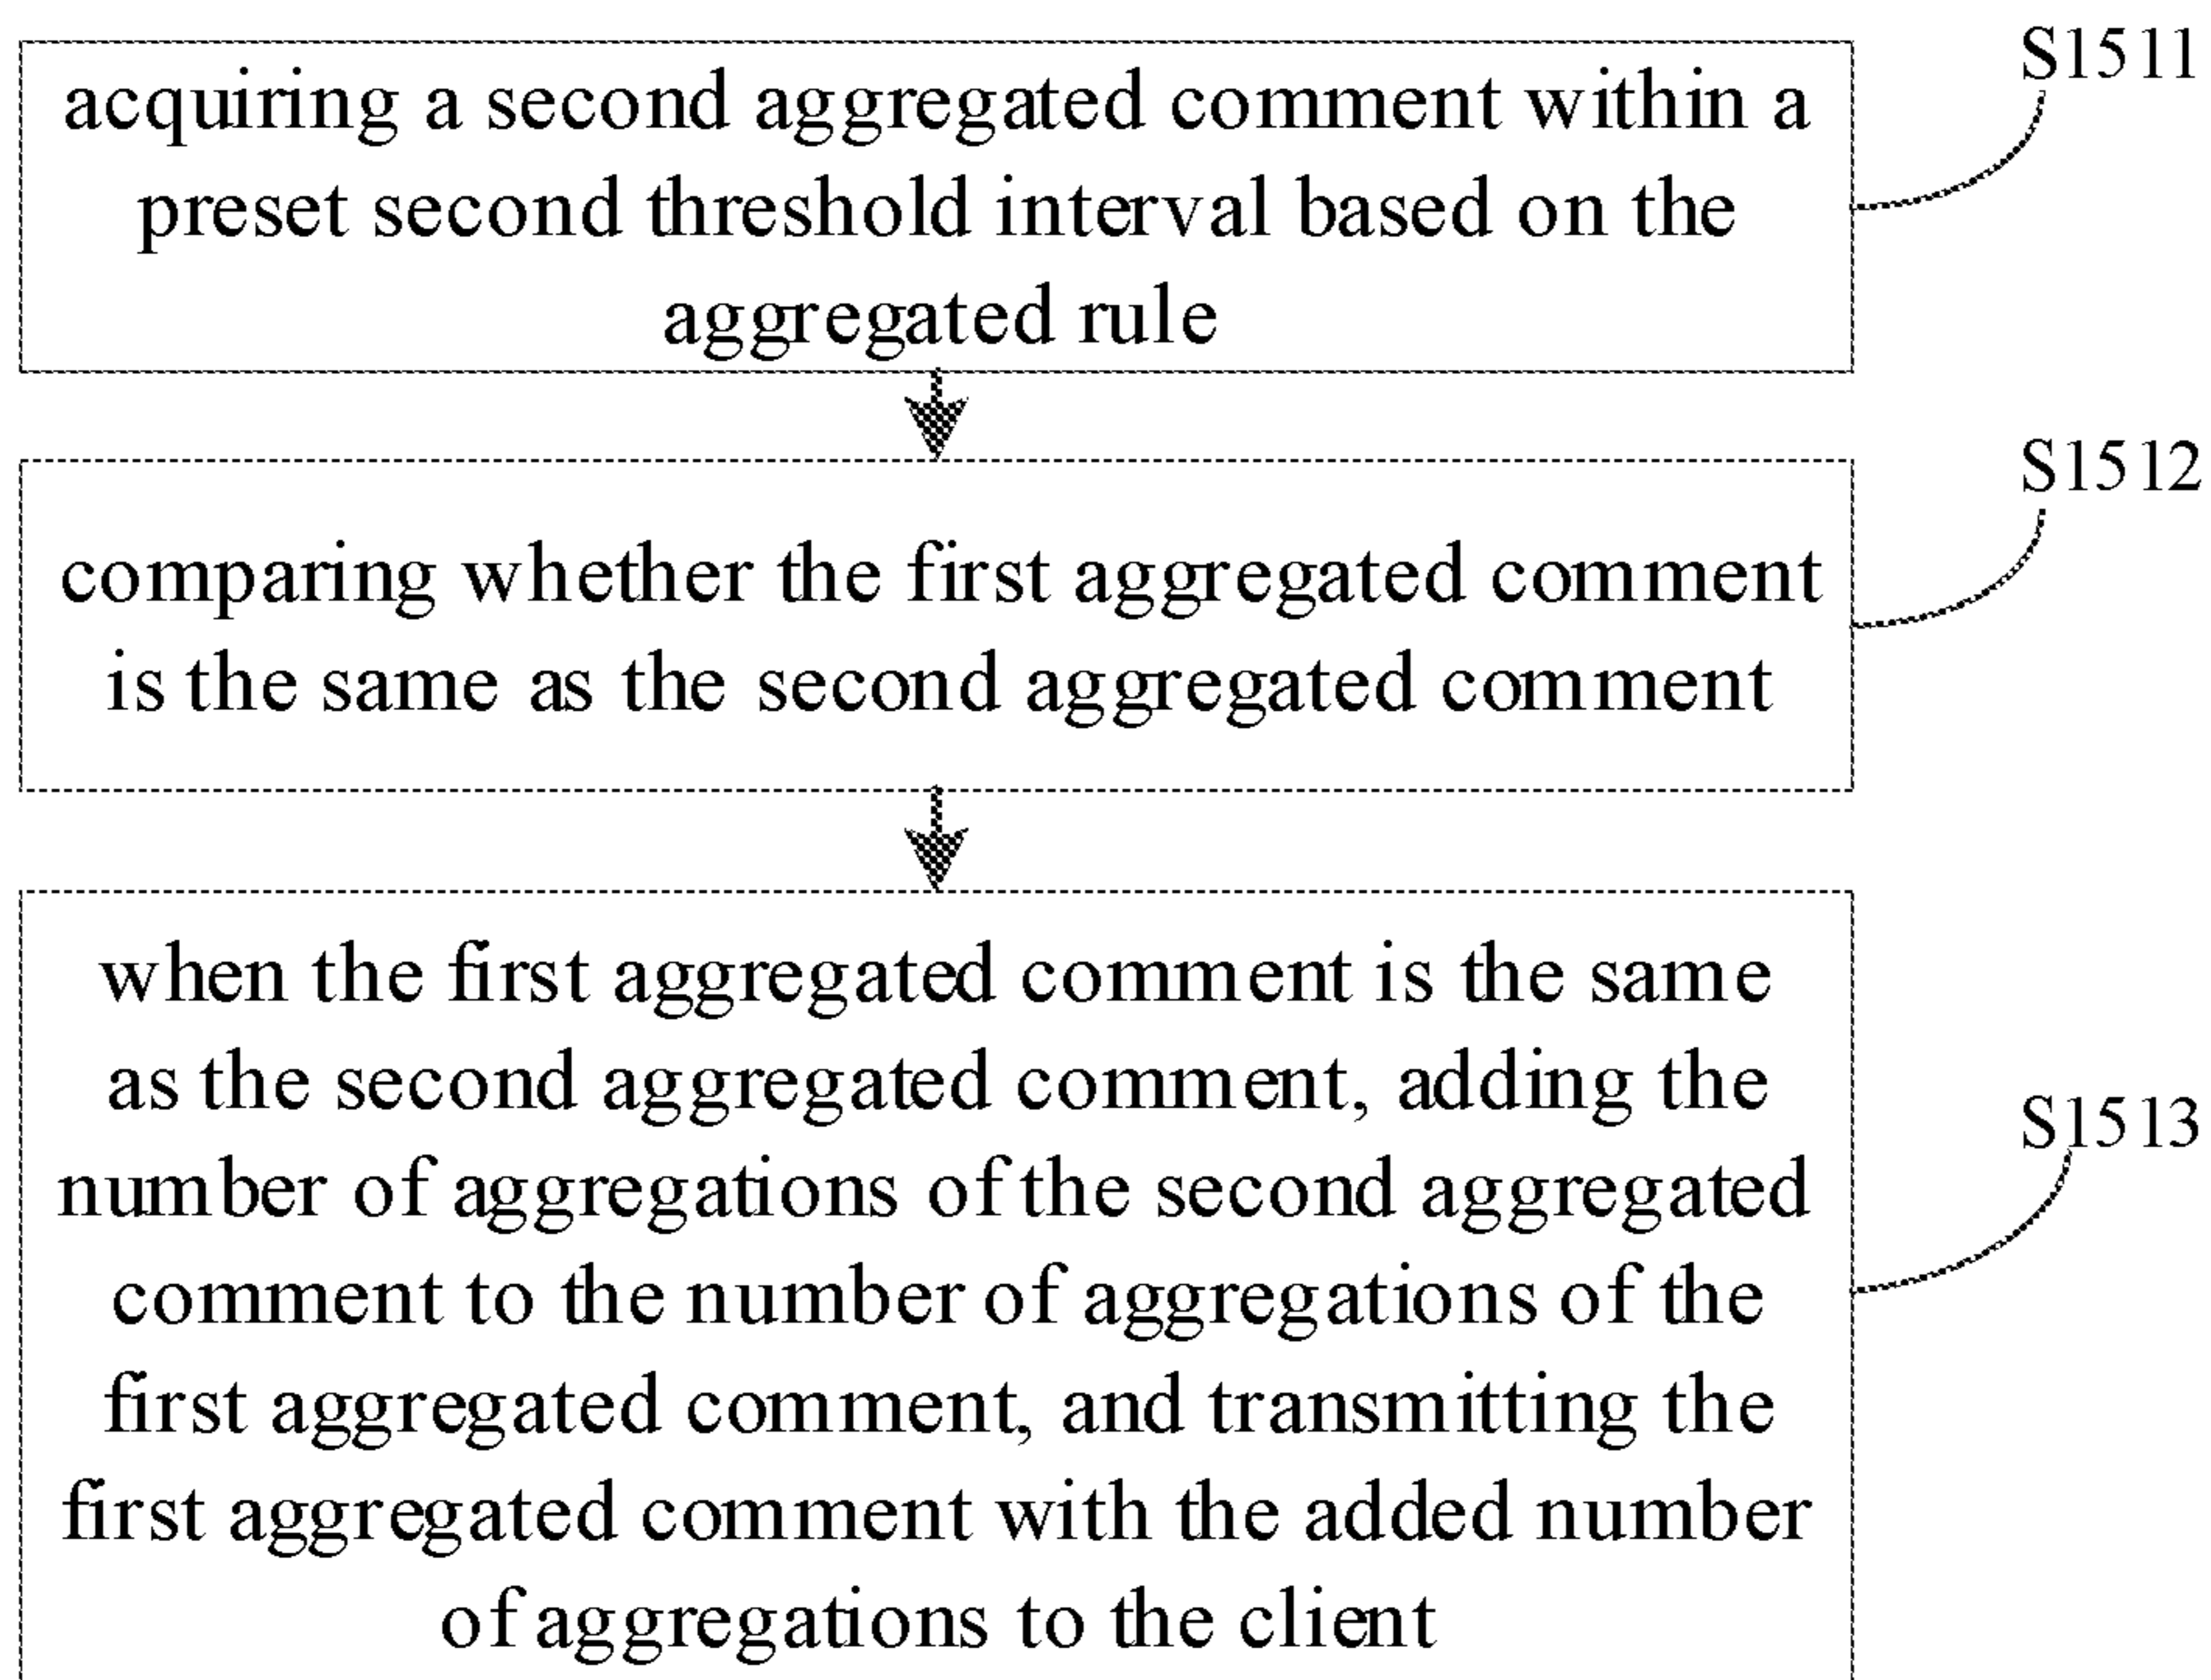 S1511
acquiring a second aggregated comment within a
preset second threshold interval based on the
aggregated rule
S1512
comparing whether the first aggregated comment
is the same as the second aggregated comment
when the first aggregated comment is the same
as the second aggregated comment, adding the
S1513
number of aggregations of the second aggregated
comment to the number of aggregations of the
first aggregated comment, and transmitting the
first aggregated comment with the added number
of aggregations to the client